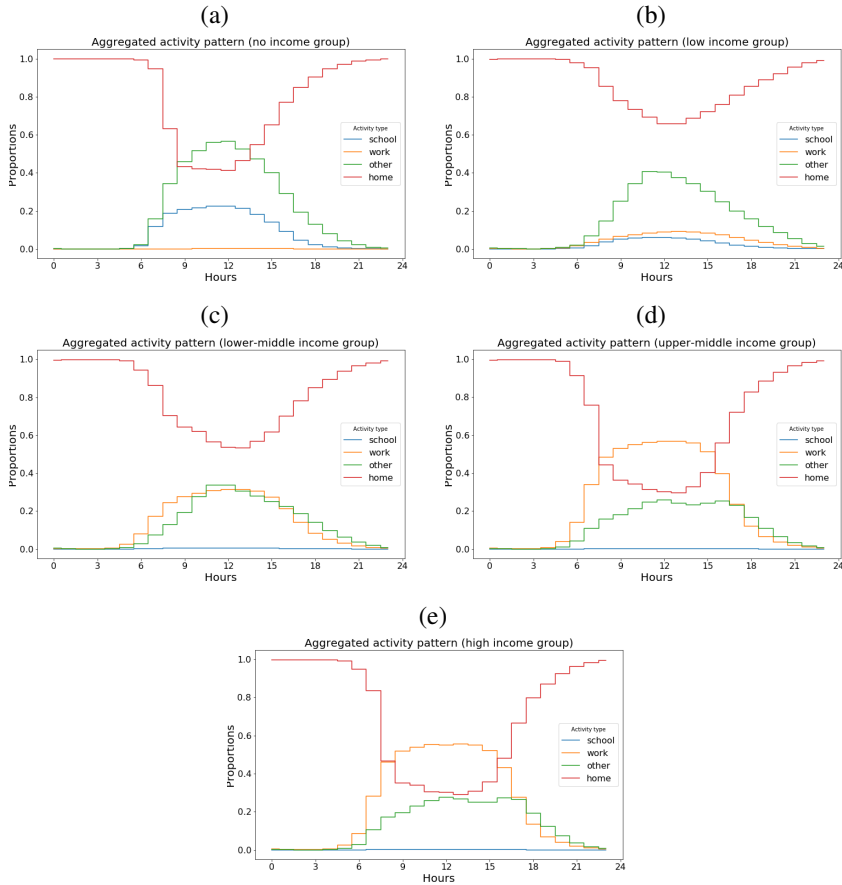 (a)
Aggregated activity pattern (no income group)
1.0
0.8
0.6
0.4
0.2
0.0
Proportions
Activity type
school
work
other
home
0 3 6 9 12 15 18 21 24
Hours
(b)
Aggregated activity pattern (low income group)
1.0
0.8
0.6
0.4
0.2
0.0
Proportions
Activity type
school
work
other
home
0 3 6 9 12 15 18 21 24
Hours
(c)
Aggregated activity pattern (lower-middle income group)
1.0
0.8
0.6
0.4
0.2
0.0
Proportions
Activity type
school
work
other
home
0 3 6 9 12 15 18 21 24
Hours
(d)
Aggregated activity pattern (upper-middle income group)
1.0
0.8
0.6
0.4
0.2
0.0
Proportions
Activity type
school
work
other
home
0 3 6 9 12 15 18 21 24
Hours
(e)
Aggregated activity pattern (high income group)
1.0
0.8
0.6
0.4
0.2
0.0
Proportions
Activity type
school
work
other
home
0 3 6 9 12 15 18 21 24
Hours